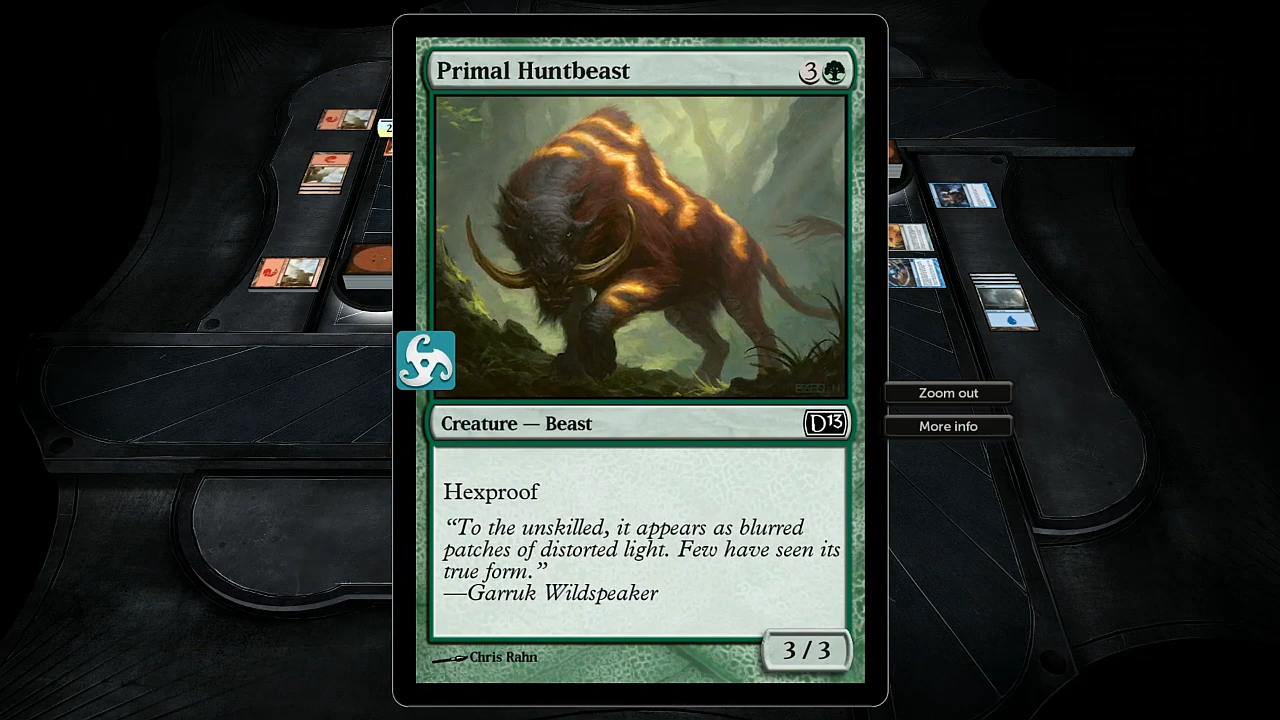 Primal Huntbeast
3
2
Creature — Beast
D13
Zoom out
More info
Hexproof
“To the unskilled, it appears as blurred
patches of distorted light. Few have seen its
true form.”
—Garruk Wildspeaker
3 / 3
Chris Rahn